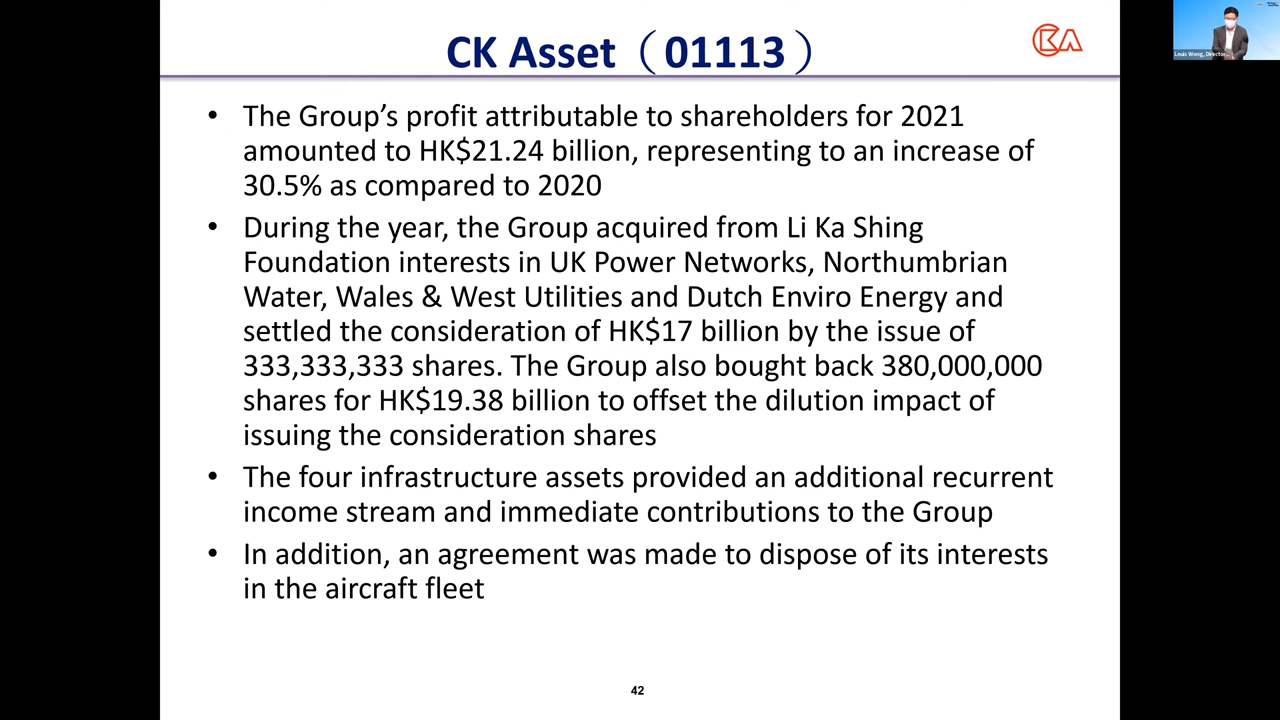 CK Asset（01113）
• The Group’s profit attributable to shareholders for 2021
amounted to HK$21.24 billion, representing to an increase of
30.5% as compared to 2020
• During the year, the Group acquired from Li Ka Shing
Foundation interests in UK Power Networks, Northumbrian
Water, Wales & West Utilities and Dutch Enviro Energy and
settled the consideration of HK$17 billion by the issue of
333,333,333 shares. The Group also bought back 380,000,000
shares for HK$19.38 billion to offset the dilution impact of
issuing the consideration shares
• The four infrastructure assets provided an additional recurrent
income stream and immediate contributions to the Group
• In addition, an agreement was made to dispose of its interests
in the aircraft fleet
42
Louis Wong, Director...